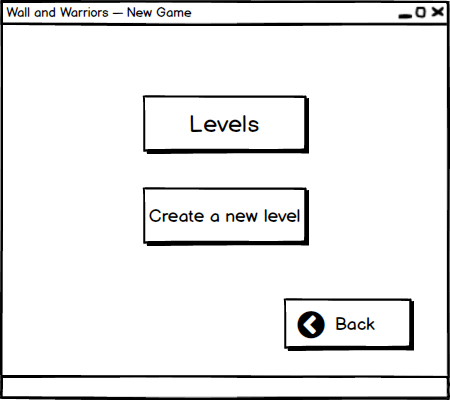 Wall and Warriors — New Game
Levels
Create a new level
Back